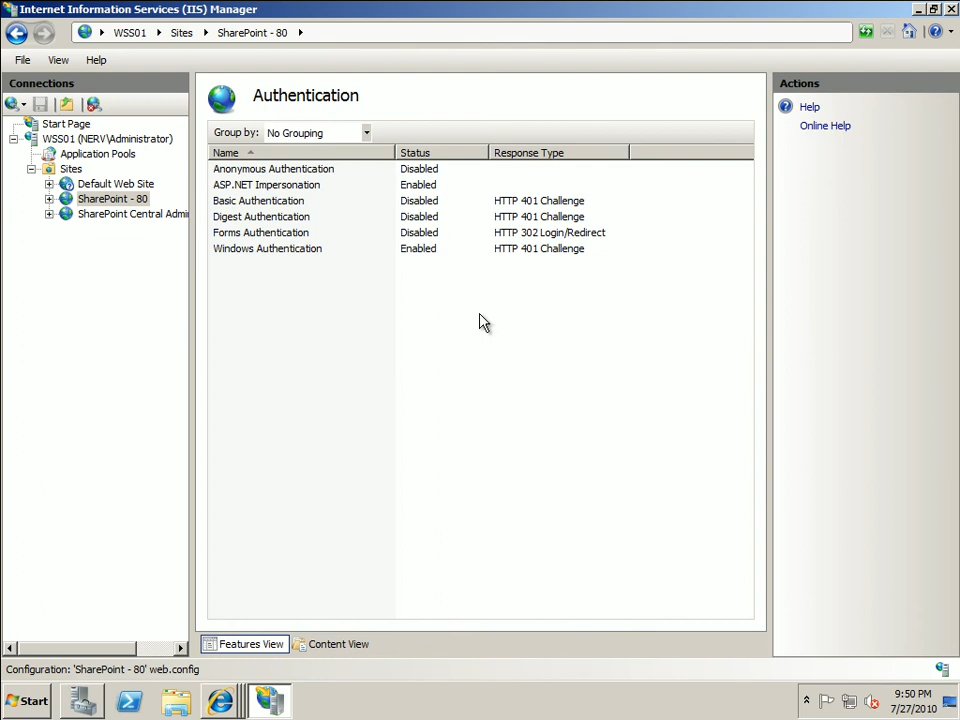 Internet Information Services (IIS) Manager
WSS01 Sites SharePoint - 80
File View Help
Connections
Start Page
WSS01 (NERV\Administrator)
Application Pools
Sites
Default Web Site
SharePoint - 80
SharePoint Central Admi
Authentication
Group by: No Grouping
Name Status Response Type
Anonymous Authentication Disabled
ASP.NET Impersonation Enabled
Basic Authentication Disabled HTTP 401 Challenge
Digest Authentication Disabled HTTP 401 Challenge
Forms Authentication Disabled HTTP 302 Login/Redirect
Windows Authentication Enabled HTTP 401 Challenge
Features View Content View
Actions
Help
Online Help
Configuration: 'SharePoint - 80' web.config
Start
9:50 PM
7/27/2010